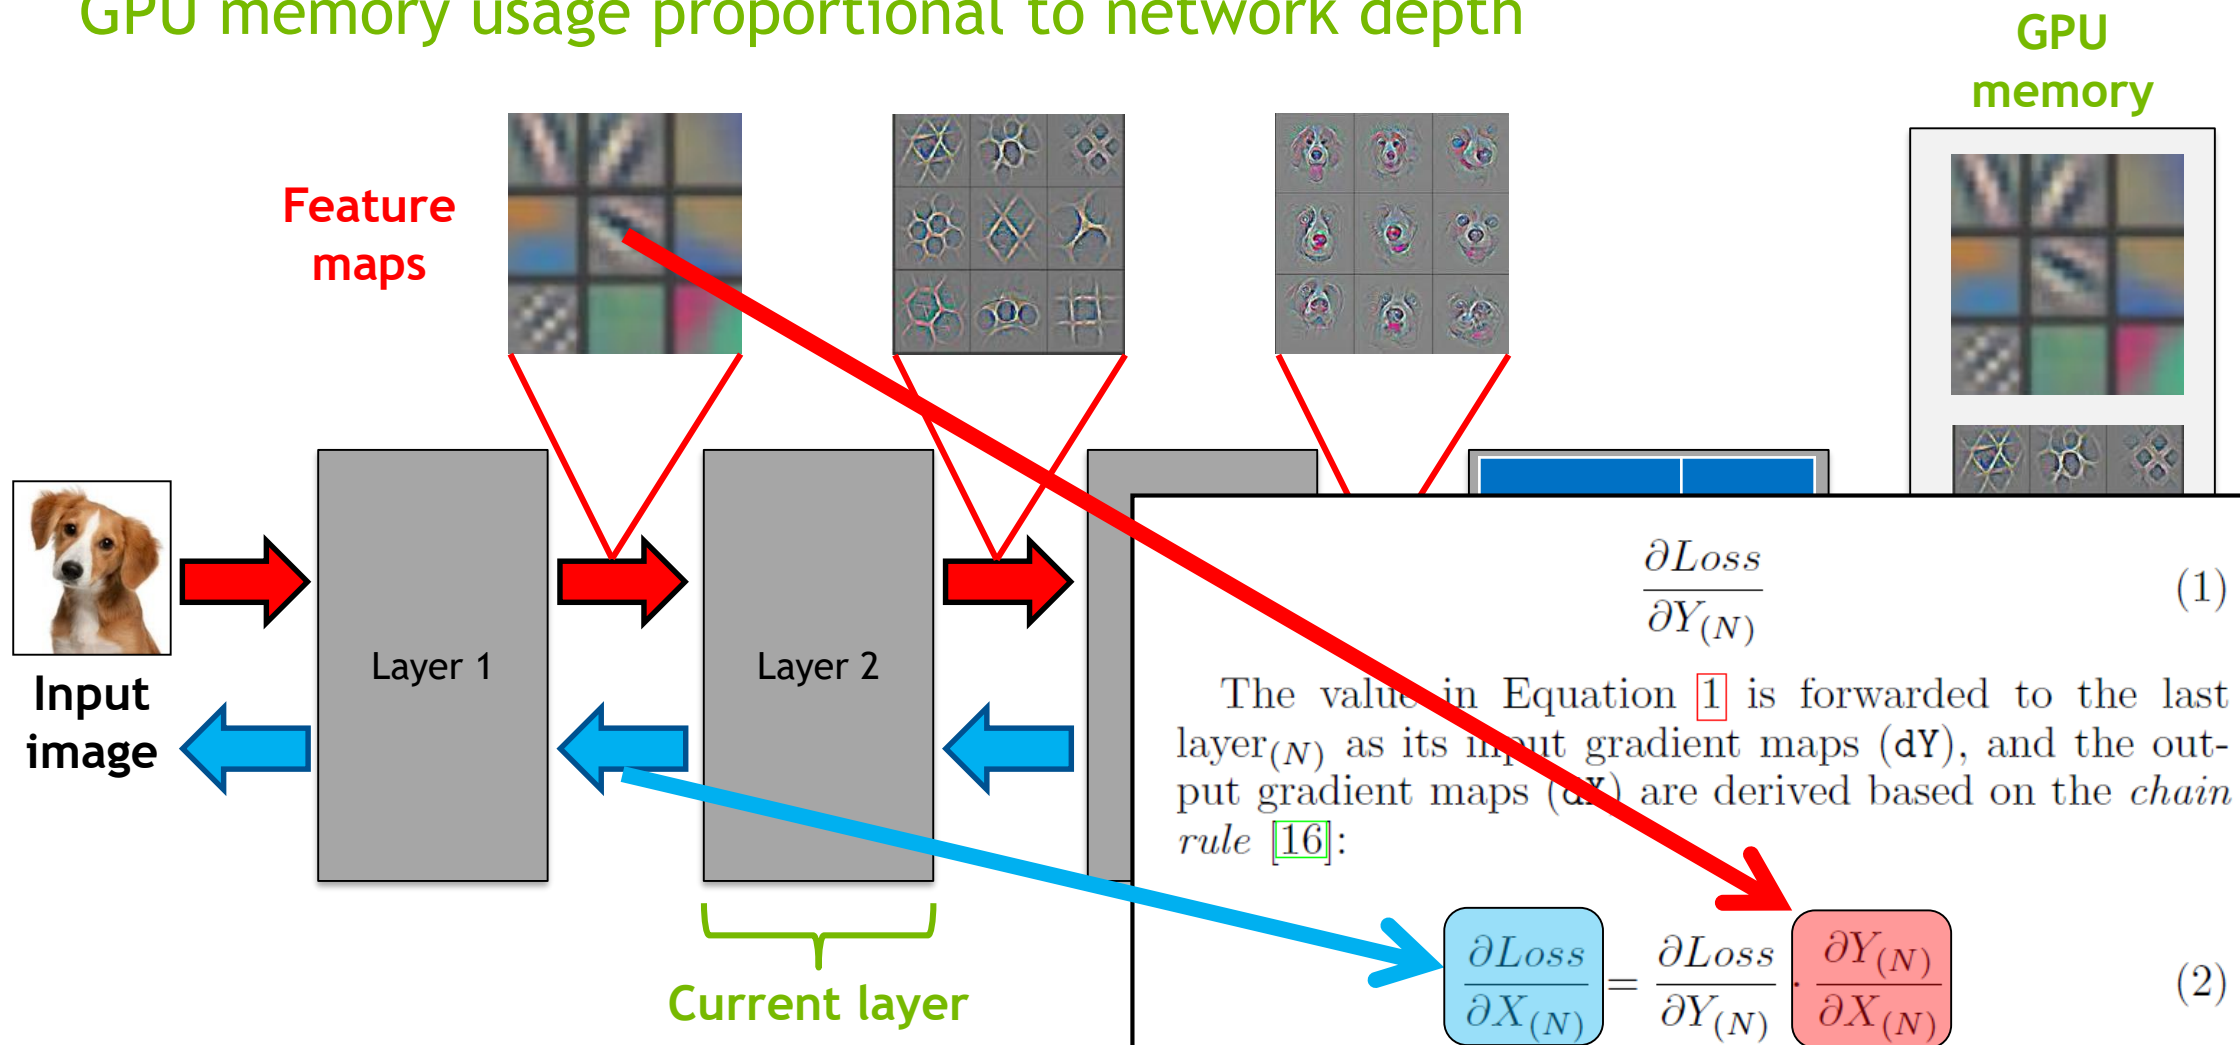 GPU memory usage proportional to network depth
GPU
memory
Feature
maps
Input
image
Layer 1
Layer 2
Current layer
∂Loss
∂Y(N)
(1)
The value in Equation 1 is forwarded to the last
layer(N) as its input gradient maps (dY), and the out-
put gradient maps (dX) are derived based on the chain
rule [16]:
∂Loss/∂X(N) = ∂Loss/∂Y(N) · ∂Y(N)/∂X(N) (2)